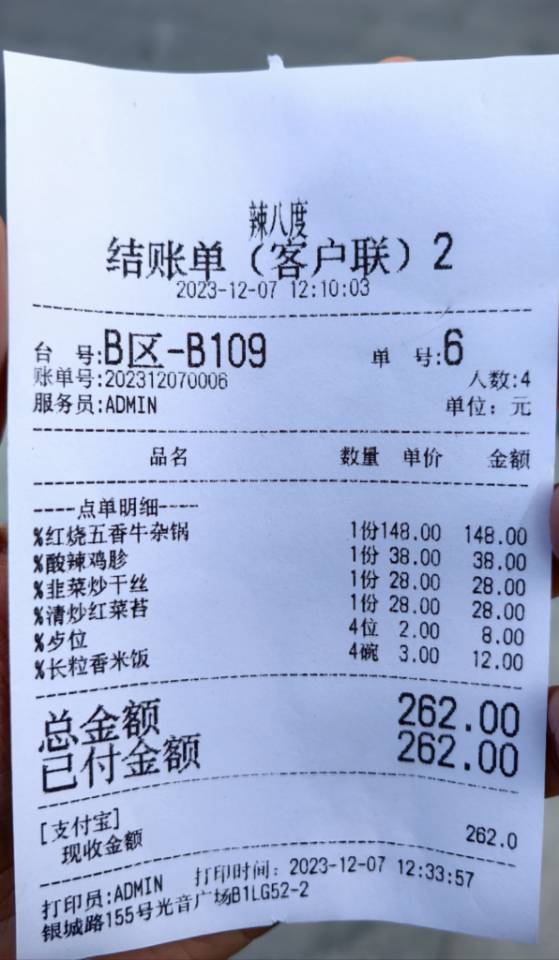 辣八度
结账单（客户联）2
2023-12-07 12:10:03
台 号:B区-B109 单 号:6
账单号:202312070006 人数:4
服务员:ADMIN 单位: 元
品名 数量 单价 金额
----点单明细----
%红烧五香牛杂锅 1份148.00 148.00
%酸辣鸡胗 1份 38.00 38.00
%韭菜炒干丝 1份 28.00 28.00
%清炒红菜苔 1份 28.00 28.00
%歺位 4位 2.00 8.00
%长粒香米饭 4碗 3.00 12.00
总金额 262.00
已付金额 262.00
[支付宝]
现收金额 262.0
打印员:ADMIN 打印时间: 2023-12-07 12:33:57
银城路155号光音广场B1LG52-2